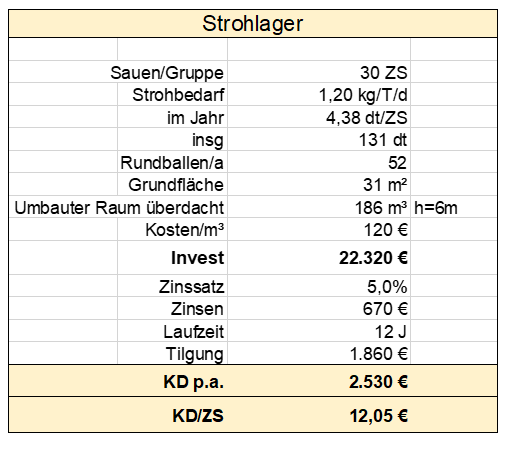 Strohlager
Sauen/Gruppe 30 ZS
Strohbedarf 1,20 kg/T/d
im Jahr 4,38 dt/ZS
insg 131 dt
Rundballen/a 52
Grundfläche 31 m²
Umbauter Raum überdacht 186 m³ h=6m
Kosten/m³ 120 €
Invest 22.320 €
Zinssatz 5,0%
Zinsen 670 €
Laufzeit 12 J
Tilgung 1.860 €
KD p.a. 2.530 €
KD/ZS 12,05 €